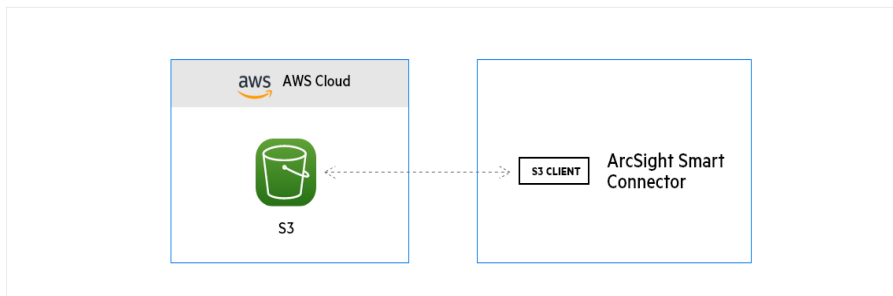 aws AWS Cloud
S3 CLIENT
ArcSight Smart
Connector
S3